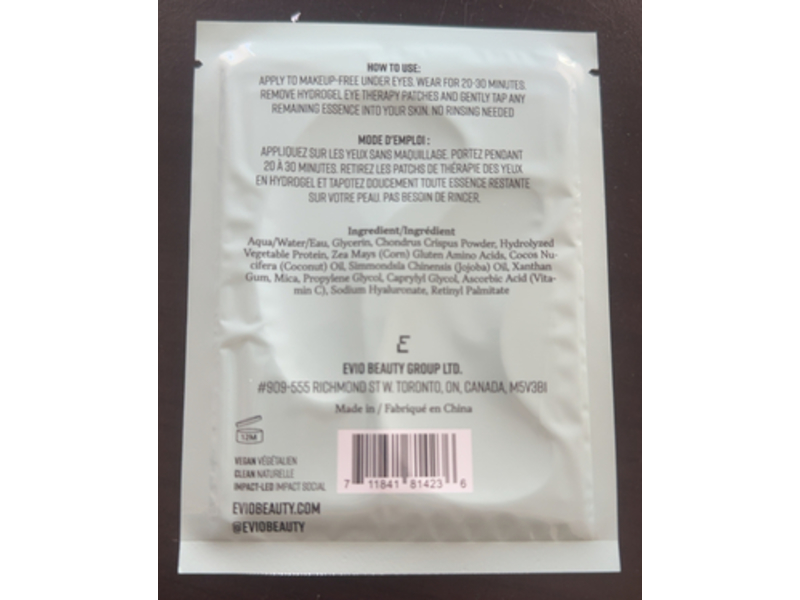 HOW TO USE:
APPLY TO MAKEUP-FREE UNDER EYES. WEAR FOR 20-30 MINUTES.
REMOVE HYDROGEL EYE THERAPY PATCHES AND GENTLY TAP ANY
REMAINING ESSENCE INTO YOUR SKIN. NO RINSING NEEDED
MODE D'EMPLOI :
APPLIQUEZ SUR LES YEUX SANS MAQUILLAGE. PORTEZ PENDANT
20 À 30 MINUTES. RETIREZ LES PATCHS DE THÉRAPIE DES YEUX
EN HYDROGEL ET TAPOTEZ DOUCEMENT TOUTE ESSENCE RESTANTE
SUR VOTRE PEAU. PAS BESOIN DE RINCER.
Ingredient/Ingrédient
Aqua/Water/Eau, Glycerin, Chondrus Crispus Powder, Hydrolyzed
Vegetable Protein, Zea Mays (Corn) Gluten Amino Acids, Cocos Nu-
cifera (Coconut) Oil, Simmondsia Chinensis (Jojoba) Oil, Xanthan
Gum, Mica, Propylene Glycol, Caprylyl Glycol, Ascorbic Acid (Vita-
min C), Sodium Hyaluronate, Retinyl Palmitate
E
EVIO BEAUTY GROUP LTD.
#909-555 RICHMOND ST W. TORONTO, ON, CANADA, M5V3B1
Made in / Fabriqué en China
12M
VEGAN VÉGÉTALIEN
CLEAN NATURELLE
IMPACT-LED IMPACT SOCIAL
7 11841 81423 6
EVIOBEAUTY.COM
@EVIOBEAUTY